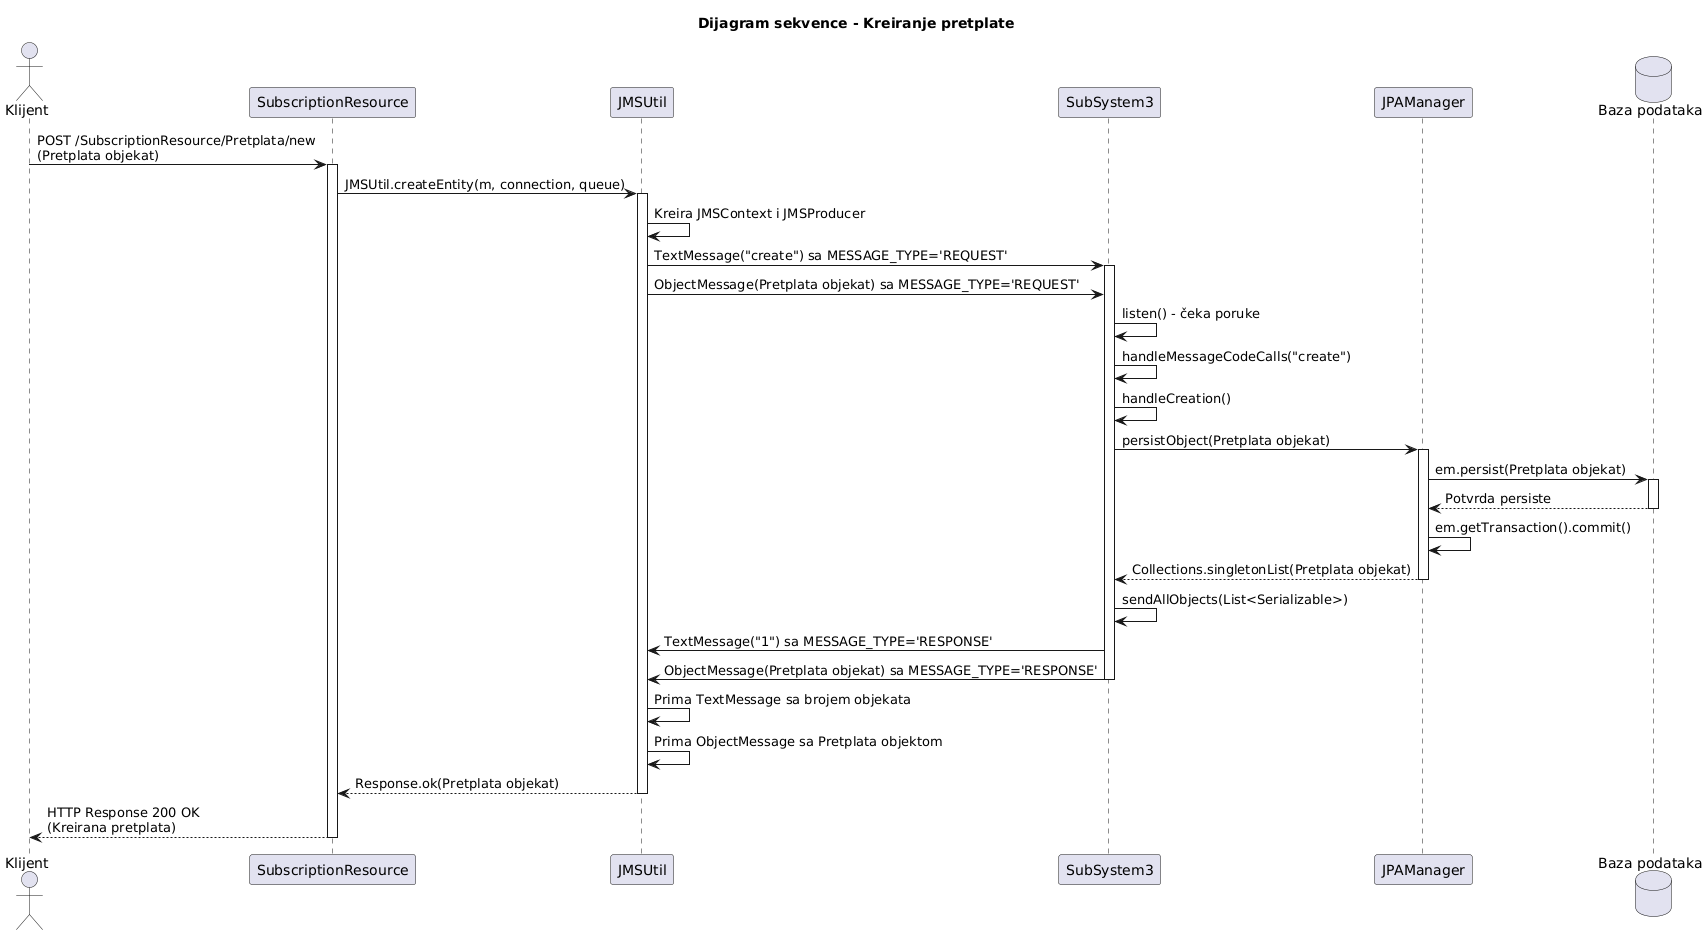 Dijagram sekvence - Kreiranje pretplate
Klijent
SubscriptionResource
JMSUtil
SubSystem3
JPAManager
Baza podataka
POST /SubscriptionResource/Pretplata/new
(Pretplata objekat)
JMSUtil.createEntity(m, connection, queue)
Kreira JMSContext i JMSProducer
TextMessage("create") sa MESSAGE_TYPE='REQUEST'
ObjectMessage(Pretplata objekat) sa MESSAGE_TYPE='REQUEST'
listen() - čeka poruke
handleMessageCodeCalls("create")
handleCreation()
persistObject(Pretplata objekat)
em.persist(Pretplata objekat)
Potvrda persiste
em.getTransaction().commit()
Collections.singletonList(Pretplata objekat)
sendAllObjects(List<Serializable>)
TextMessage("1") sa MESSAGE_TYPE='RESPONSE'
ObjectMessage(Pretplata objekat) sa MESSAGE_TYPE='RESPONSE'
Prima TextMessage sa brojem objekata
Prima ObjectMessage sa Pretplata objektom
Response.ok(Pretplata objekat)
HTTP Response 200 OK
(Kreirana pretplata)
Klijent
SubscriptionResource
JMSUtil
SubSystem3
JPAManager
Baza podataka